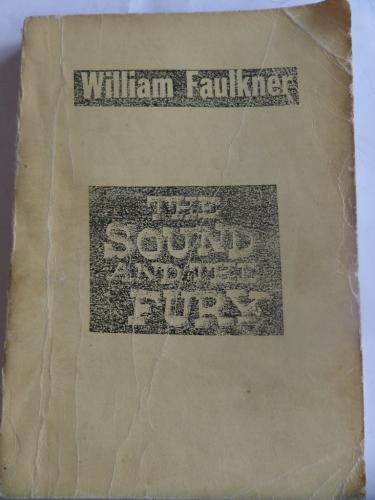 William Faulkner
THE
SOUND
AND THE
FURY